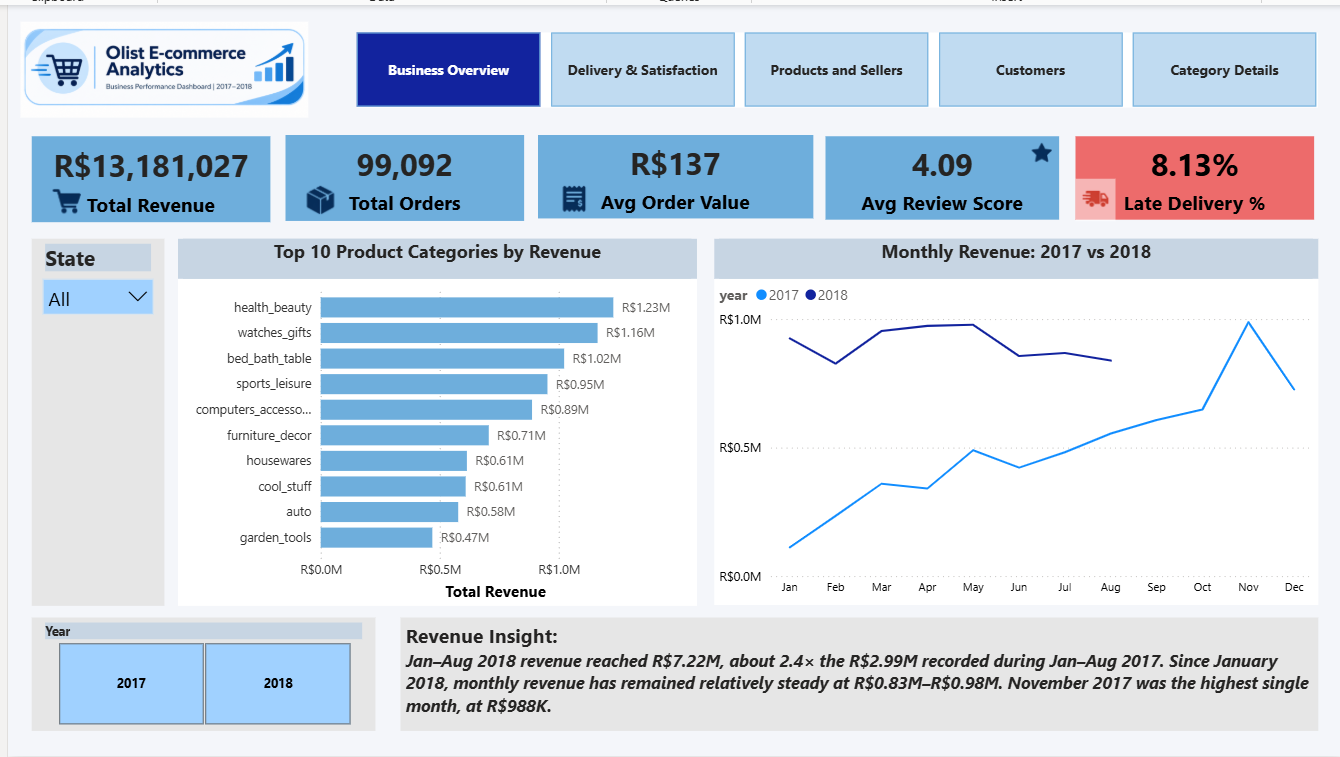 Olist E-commerce
Analytics
Business Performance Dashboard | 2017–2018
Business Overview
Delivery & Satisfaction
Products and Sellers
Customers
Category Details
R$13,181,027
Total Revenue
99,092
Total Orders
R$137
Avg Order Value
4.09
Avg Review Score
8.13%
Late Delivery %
State
All
Top 10 Product Categories by Revenue
health_beauty R$1.23M
watches_gifts R$1.16M
bed_bath_table R$1.02M
sports_leisure R$0.95M
computers_accesso... R$0.89M
furniture_decor R$0.71M
housewares R$0.61M
cool_stuff R$0.61M
auto R$0.58M
garden_tools R$0.47M
R$0.0M R$0.5M R$1.0M
Total Revenue
Monthly Revenue: 2017 vs 2018
year 2017 2018
R$1.0M
R$0.5M
R$0.0M
Jan Feb Mar Apr May Jun Jul Aug Sep Oct Nov Dec
Year
2017 2018
Revenue Insight:
Jan–Aug 2018 revenue reached R$7.22M, about 2.4× the R$2.99M recorded during Jan–Aug 2017. Since January
2018, monthly revenue has remained relatively steady at R$0.83M–R$0.98M. November 2017 was the highest single
month, at R$988K.